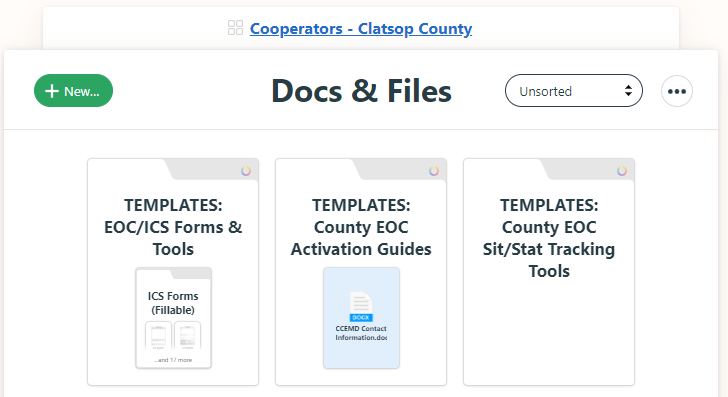 Cooperators - Clatsop County
New...
Docs & Files
Unsorted
TEMPLATES:
EOC/ICS Forms &
Tools
ICS Forms
(Fillable)
...and 17 more
TEMPLATES:
County EOC
Activation Guides
DOCX
CCEMD Contact
Information.doc
TEMPLATES:
County EOC
Sit/Stat Tracking
Tools